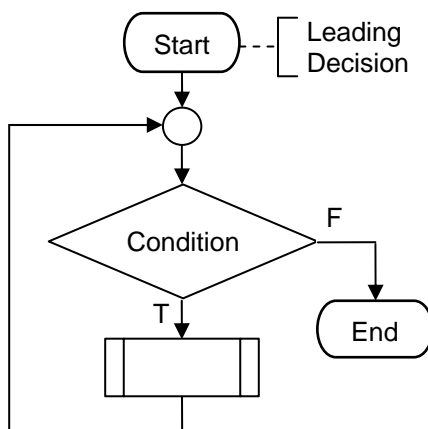 Start
Leading
Decision
Condition
F
T
End